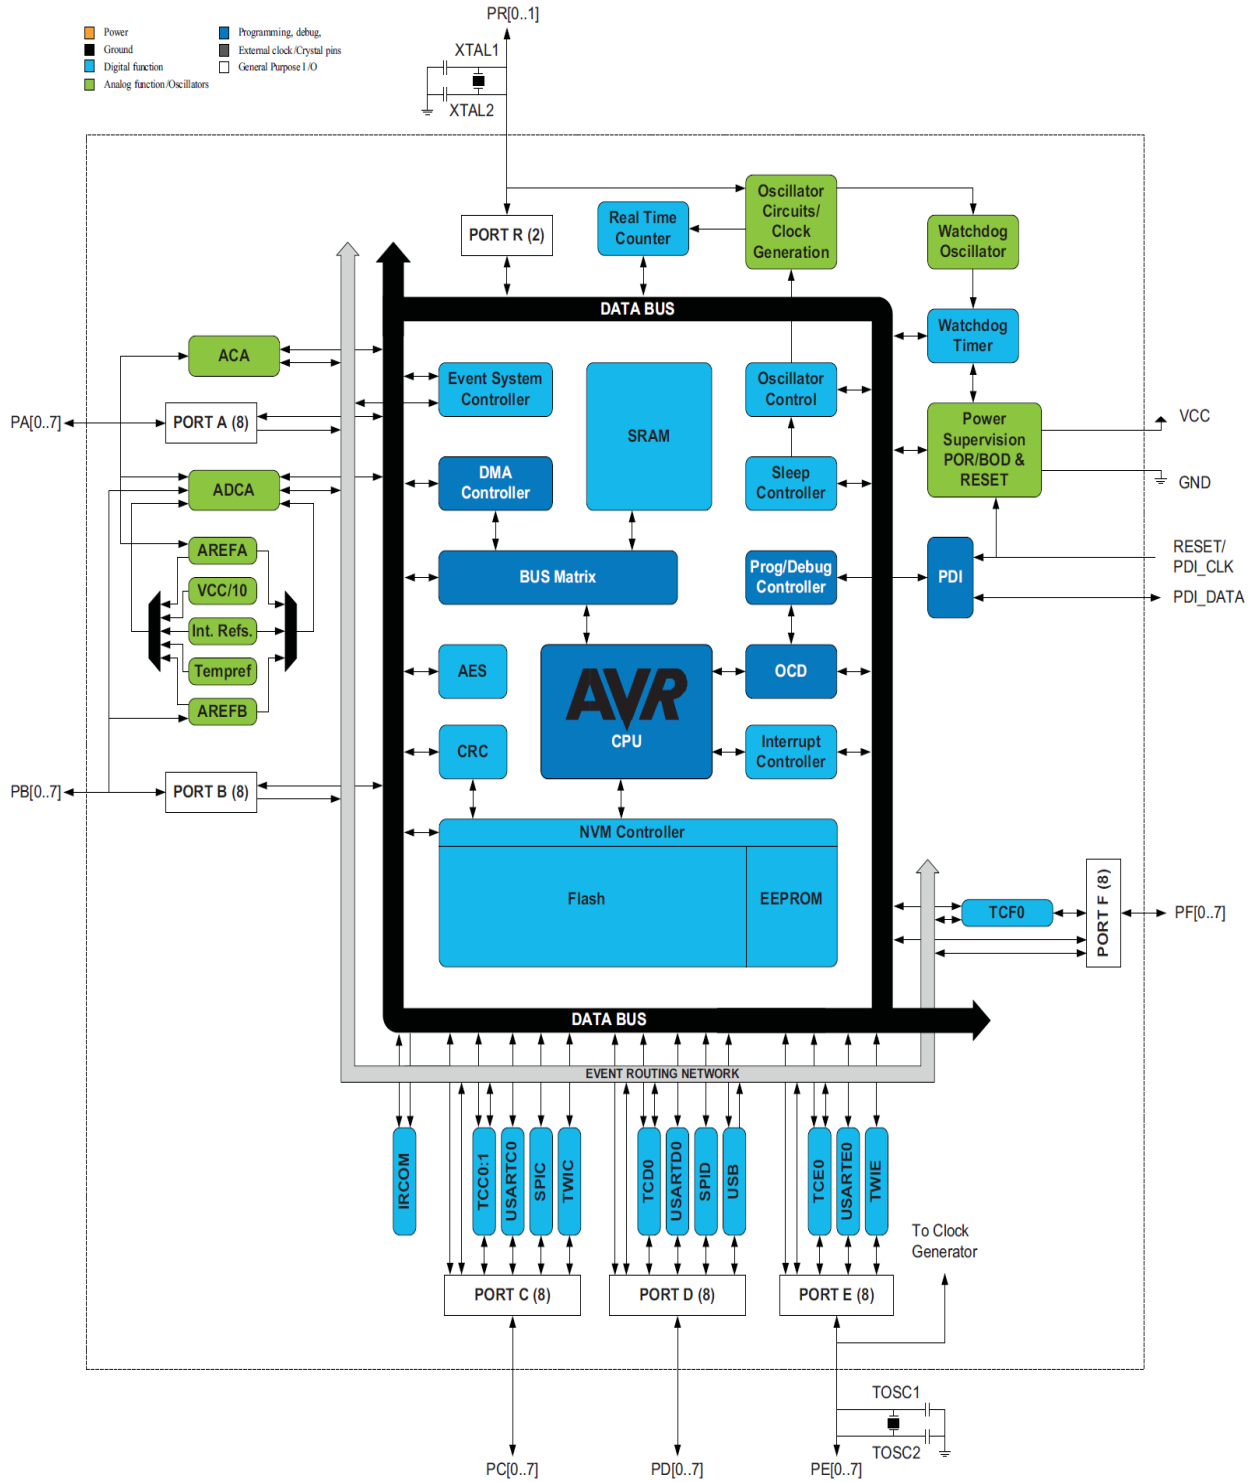 PR[0..1]
Power
Ground
Digital function
Analog function /Oscillators
Programming, debug,
External clock /Crystal pins
General Purpose I /O
XTAL1
XTAL2
PORT R (2)
Real Time
Counter
Oscillator
Circuits/
Clock
Generation
Watchdog
Oscillator
DATA BUS
Watchdog
Timer
ACA
Event System
Controller
SRAM
Oscillator
Control
Power
Supervision
POR/BOD &
RESET
VCC
GND
PA[0..7]
PORT A (8)
DMA
Controller
Sleep
Controller
ADCA
AREFA
VCC/10
Int. Refs.
Tempref
AREFB
BUS Matrix
Prog/Debug
Controller
PDI
RESET/
PDI_CLK
PDI_DATA
AES
AVR
CPU
OCD
CRC
Interrupt
Controller
PB[0..7]
PORT B (8)
NVM Controller
Flash
EEPROM
TCF0
PORT F (8)
PF[0..7]
DATA BUS
EVENT ROUTING NETWORK
IRCOM
TCC0:1
USARTC0
SPIC
TWIC
TCD0
USARTD0
SPID
USB
TCE0
USARTE0
TWIE
To Clock
Generator
PORT C (8)
PORT D (8)
PORT E (8)
TOSC1
TOSC2
PC[0..7]
PD[0..7]
PE[0..7]